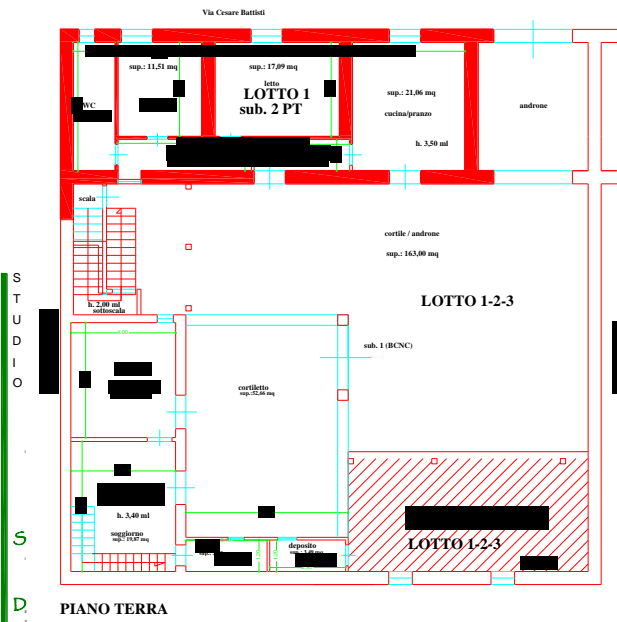 Via Cesare Battisti
sup.: 11,51 mq
sup.: 17,09 mq
letto
LOTTO 1
sub. 2 PT
WC
sup.: 21,06 mq
cucina/pranzo
h. 3,50 ml
androne
scala
cortile / androne
sup.: 163,00 mq
h. 2,00 ml
sottoscala
LOTTO 1-2-3
sub. 1 (BCNC)
cortiletto
sup.:52,66 mq
h. 3,40 ml
soggiorno
sup.: 19,87 mq
deposito
LOTTO 1-2-3
STUDIO
S
D
PIANO TERRA